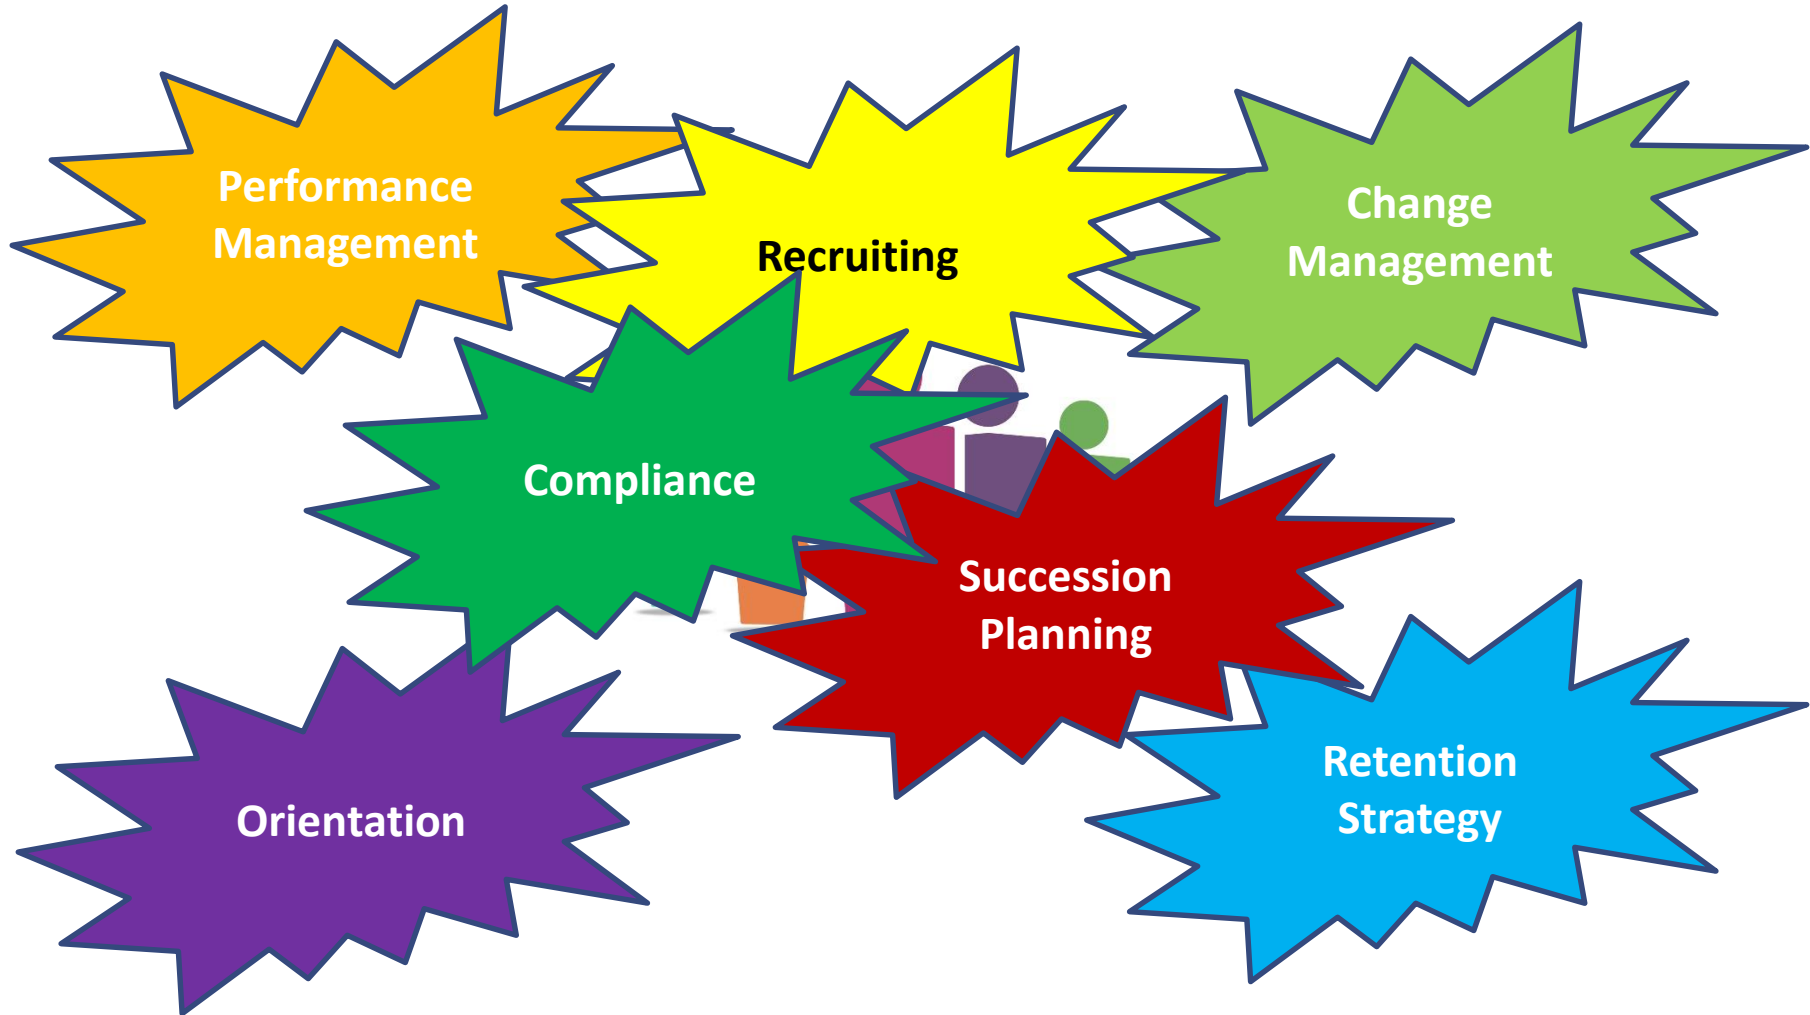 Performance
Management
Recruiting
Change
Management
Compliance
Succession
Planning
Orientation
Retention
Strategy